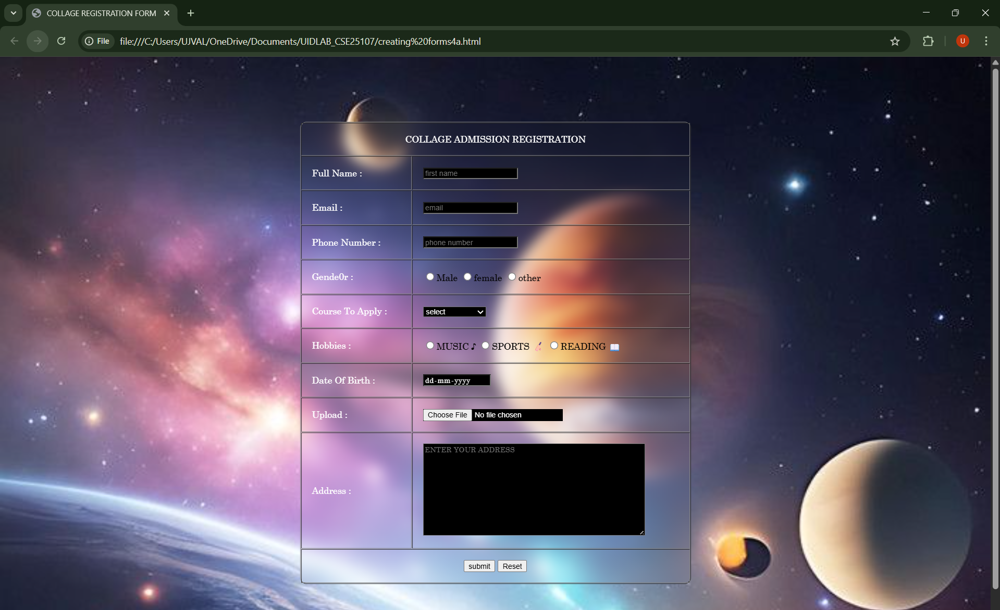 COLLAGE REGISTRATION FORM
File file:///C:/Users/UJVAL/OneDrive/Documents/UIDLAB_CSE25107/creating%20forms4a.html
U
COLLAGE ADMISSION REGISTRATION
Full Name : first name
Email : email
Phone Number : phone number
Gende0r : Male female other
Course To Apply : select
Hobbies : MUSIC♪ SPORTS READING
Date Of Birth : dd-mm-yyyy
Upload : Choose File No file chosen
Address : ENTER YOUR ADDRESS
submit Reset